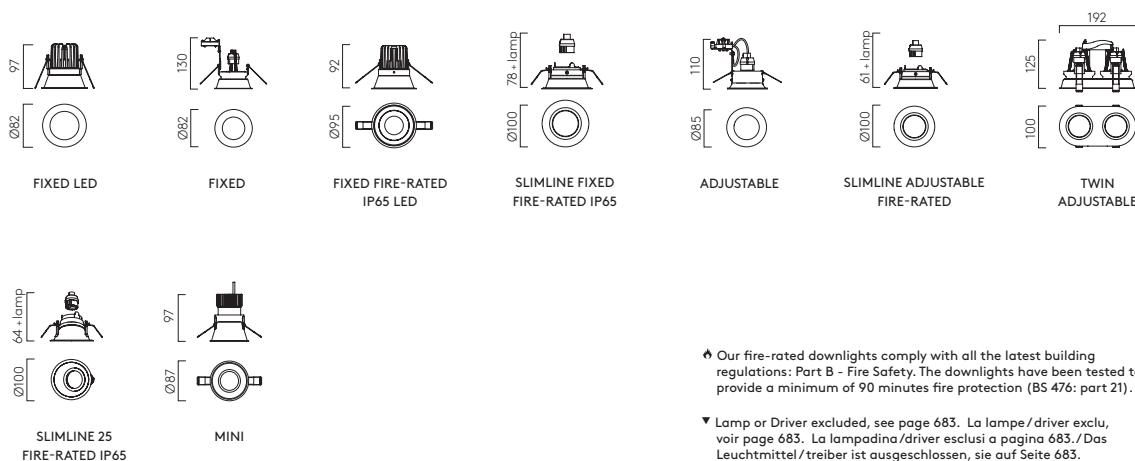 192
97
130
92
78 + lamp
110
61 + lamp
125
Ø82
Ø82
Ø95
Ø100
Ø85
Ø100
100
FIXED LED
FIXED
FIXED FIRE-RATED
IP65 LED
SLIMLINE FIXED
FIRE-RATED IP65
ADJUSTABLE
SLIMLINE ADJUSTABLE
FIRE-RATED
TWIN
ADJUSTABLE
64 + lamp
97
Ø100
Ø87
SLIMLINE 25
FIRE-RATED IP65
MINI
Our fire-rated downlights comply with all the latest building
regulations: Part B - Fire Safety. The downlights have been tested t
provide a minimum of 90 minutes fire protection (BS 476: part 21).
▼ Lamp or Driver excluded, see page 683. La lampe/driver exclu,
voir page 683. La lampadina/driver esclusi a pagina 683./Das
Leuchtmittel/treiber ist ausgeschlossen, sie auf Seite 683.